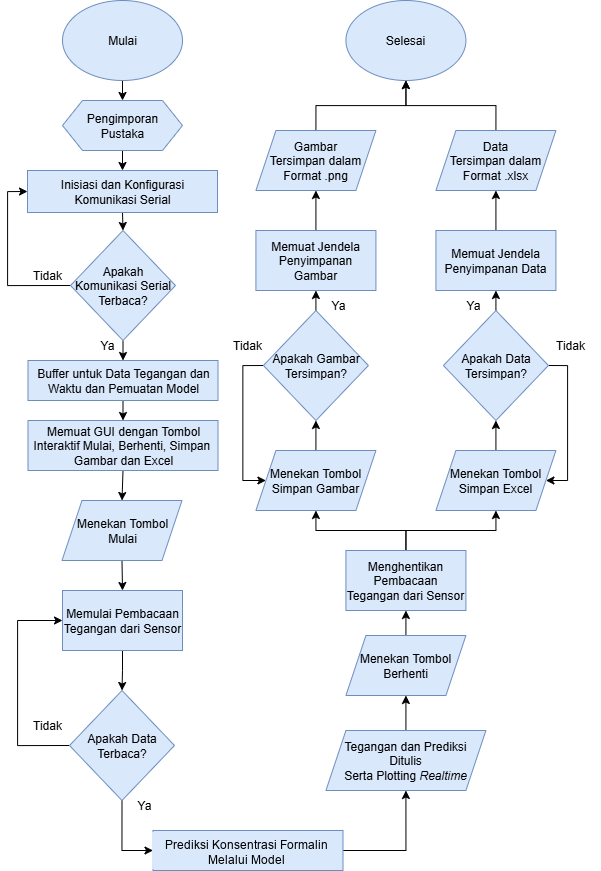 Mulai
Pengimporan
Pustaka
Inisiasi dan Konfigurasi
Komunikasi Serial
Tidak
Apakah
Komunikasi Serial
Terbaca?
Ya
Buffer untuk Data Tegangan dan
Waktu dan Pemuatan Model
Memuat GUI dengan Tombol
Interaktif Mulai, Berhenti, Simpan
Gambar dan Excel
Menekan Tombol
Mulai
Memulai Pembacaan
Tegangan dari Sensor
Tidak
Apakah Data
Terbaca?
Ya
Prediksi Konsentrasi Formalin
Melalui Model
Tegangan dan Prediksi
Ditulis
Serta Plotting Realtime
Menekan Tombol
Berhenti
Menghentikan
Pembacaan
Tegangan dari Sensor
Menekan Tombol
Simpan Gambar
Tidak
Apakah Gambar
Tersimpan?
Ya
Memuat Jendela
Penyimpanan
Gambar
Gambar
Tersimpan dalam
Format .png
Menekan Tombol
Simpan Excel
Tidak
Apakah Data
Tersimpan?
Ya
Memuat Jendela
Penyimpanan Data
Data
Tersimpan dalam
Format .xlsx
Selesai